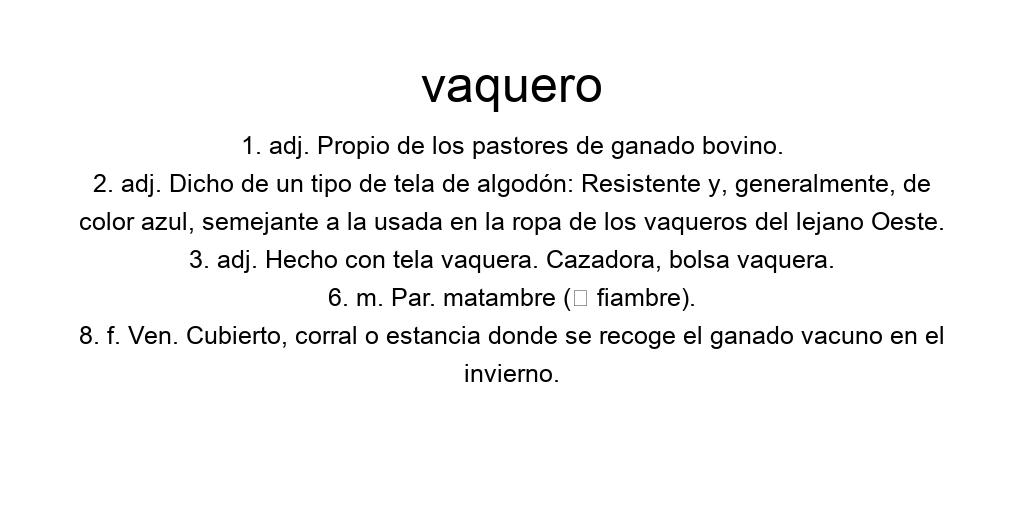 vaquero
1. adj. Propio de los pastores de ganado bovino.
2. adj. Dicho de un tipo de tela de algodón: Resistente y, generalmente, de
color azul, semejante a la usada en la ropa de los vaqueros del lejano Oeste.
3. adj. Hecho con tela vaquera. Cazadora, bolsa vaquera.
6. m. Par. matambre (▯ fiambre).
8. f. Ven. Cubierto, corral o estancia donde se recoge el ganado vacuno en el
invierno.